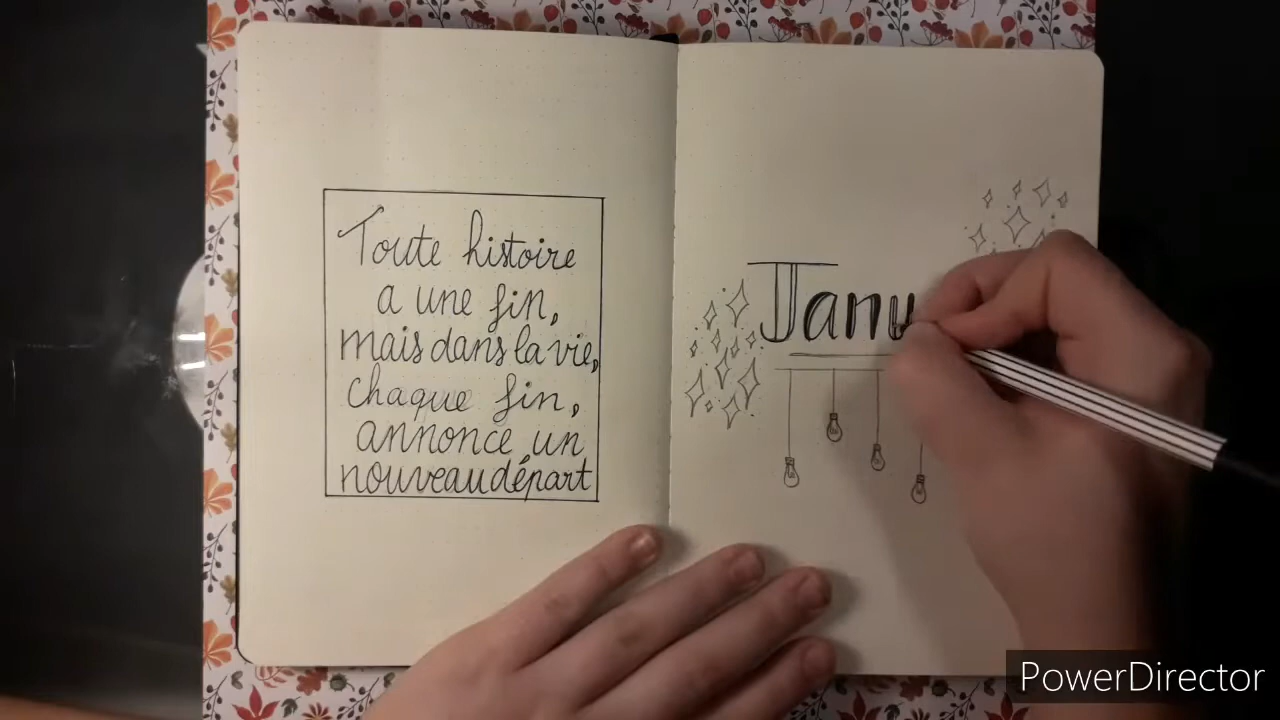 Toute histoire
a une fin,
mais dans la vie,
chaque fin,
annonce un
nouveau départ
Janu
PowerDirector